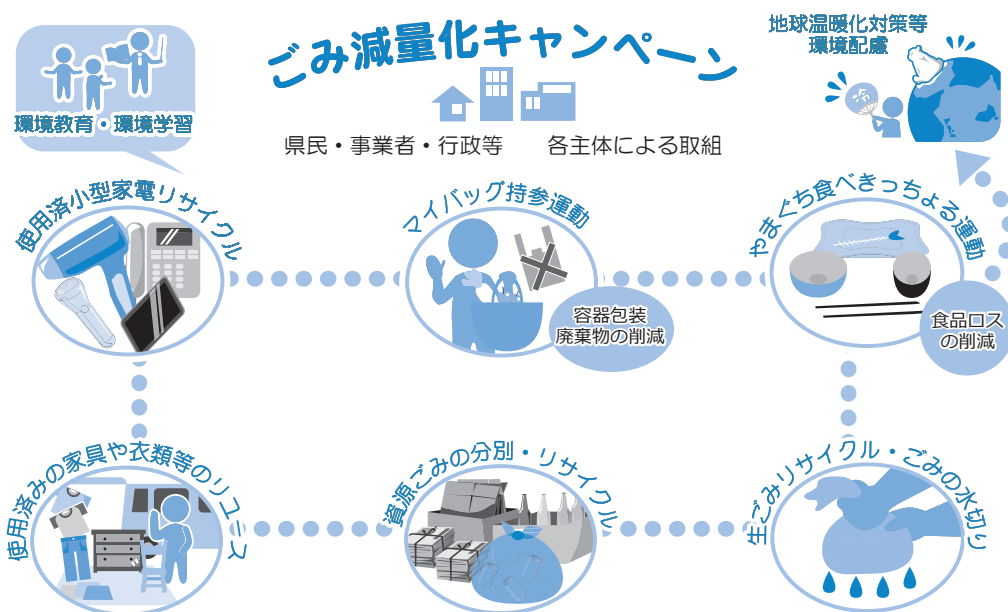 ごみ減量化キャンペーン
環境教育・環境学習
地球温暖化対策等
環境配慮
県民・事業者・行政等　各主体による取組
使用済小型家電リサイクル
マイバッグ持参運動
やまぐち食べきっちょる運動
容器包装
廃棄物の削減
食品ロス
の削減
使用済みの家具や衣類等のリユース
資源ごみの分別・リサイクル
生ごみリサイクル・ごみの水切り